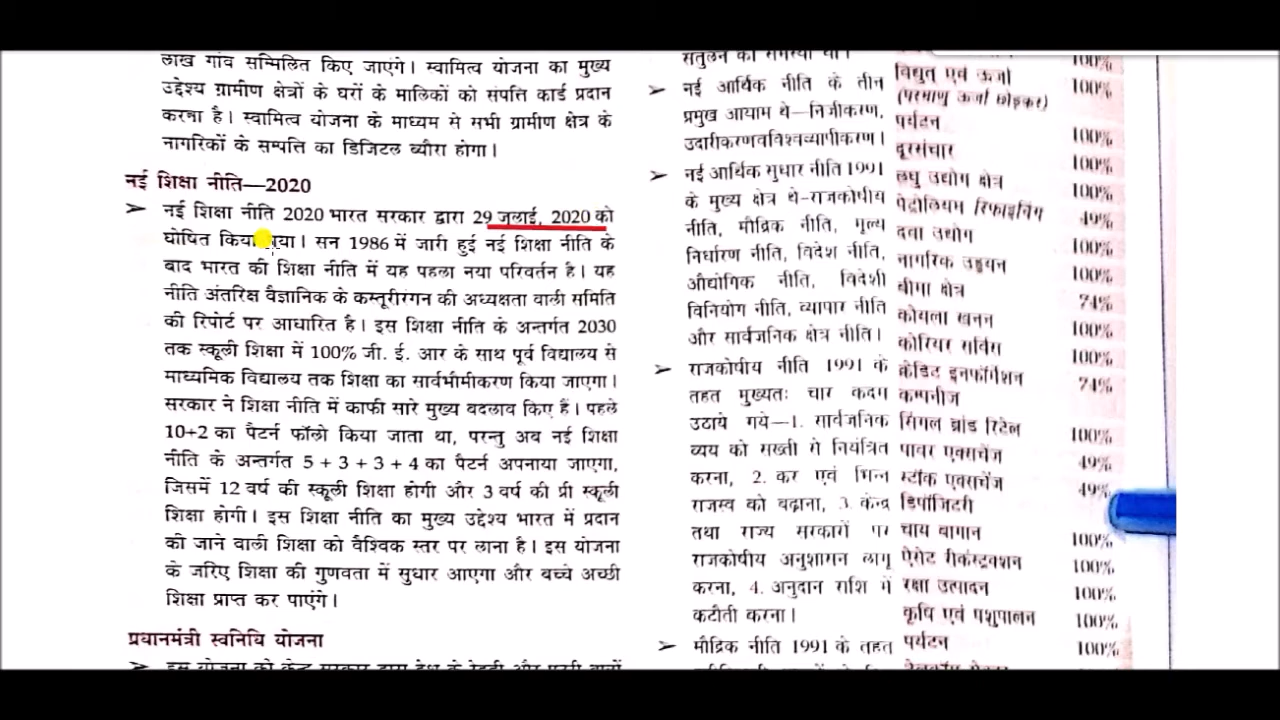 लाख गांव सम्मिलित किए जाएंगे। स्वामित्व योजना का मुख्य
उद्देश्य ग्रामीण क्षेत्रों के घरों के मालिकों को संपत्ति कार्ड प्रदान
करना है। स्वामित्व योजना के माध्यम से सभी ग्रामीण क्षेत्र के
नागरिकों के सम्पत्ति का डिजिटल ब्यौरा होगा।
नई शिक्षा नीति—2020
➢ नई शिक्षा नीति 2020 भारत सरकार द्वारा 29 जुलाई, 2020 को
घोषित किया गया। सन 1986 में जारी हुई नई शिक्षा नीति के
बाद भारत की शिक्षा नीति में यह पहला नया परिवर्तन है। यह
नीति अंतरिक्ष वैज्ञानिक के कस्तूरीरंगन की अध्यक्षता वाली समिति
की रिपोर्ट पर आधारित है। इस शिक्षा नीति के अन्तर्गत 2030
तक स्कूली शिक्षा में 100% जी. ई. आर के साथ पूर्व विद्यालय से
माध्यमिक विद्यालय तक शिक्षा का सार्वभौमीकरण किया जाएगा।
सरकार ने शिक्षा नीति में काफी सारे मुख्य बदलाव किए हैं। पहले
10+2 का पैटर्न फॉलो किया जाता था, परन्तु अब नई शिक्षा
नीति के अन्तर्गत 5 + 3 + 3 + 4 का पैटर्न अपनाया जाएगा,
जिसमें 12 वर्ष की स्कूली शिक्षा होगी और 3 वर्ष की प्री स्कूली
शिक्षा होगी। इस शिक्षा नीति का मुख्य उद्देश्य भारत में प्रदान
की जाने वाली शिक्षा को वैश्विक स्तर पर लाना है। इस योजना
के जरिए शिक्षा की गुणवता में सुधार आएगा और बच्चे अच्छी
शिक्षा प्राप्त कर पाएंगे।
प्रधानमंत्री स्वनिधि योजना
➢ नई आर्थिक नीति के तीन
प्रमुख आयाम थे—निजीकरण,
उदारीकरणवविश्वव्यापीकरण।
➢ नई आर्थिक सुधार नीति 1991
के मुख्य क्षेत्र थे-राजकोषीय
नीति, मौद्रिक नीति, मूल्य
निर्धारण नीति, विदेश नीति,
औद्योगिक नीति, विदेशी
विनियोग नीति, व्यापार नीति
और सार्वजनिक क्षेत्र नीति।
➢ राजकोषीय नीति 1991 के
तहत मुख्यतः चार कदम
उठाये गये—1. सार्वजनिक
व्यय को सख्ती से नियंत्रित
करना, 2. कर एवं भिन्न
राजस्व को बढ़ाना, 3. केन्द्र
तथा राज्य सरकारों पर
राजकोषीय अनुशासन लागू
करना, 4. अनुदान राशि में
कटौती करना।
➢ मौद्रिक नीति 1991 के तहत
100%
विद्युत एवं ऊर्जा 100%
(परमाणु ऊर्जा छोड़कर)
पर्यटन 100%
दूरसंचार 100%
लघु उद्योग क्षेत्र 100%
पेट्रोलियम रिफाइनिंग 49%
दवा उद्योग 100%
नागरिक उड्डयन 100%
बीमा क्षेत्र 74%
कोयला खनन 100%
कोरियर सर्विस 100%
क्रेडिट इनफॉर्मेशन 74%
कम्पनीज
सिंगल ब्रांड रिटेल 100%
पावर एक्सचेंज 49%
स्टॉक एक्सचेंज 49%
डिपॉजिटरी
चाय बागान 100%
ऐसेट रीकंस्ट्रक्शन 100%
रक्षा उत्पादन 100%
कृषि एवं पशुपालन 100%
पर्यटन 100%